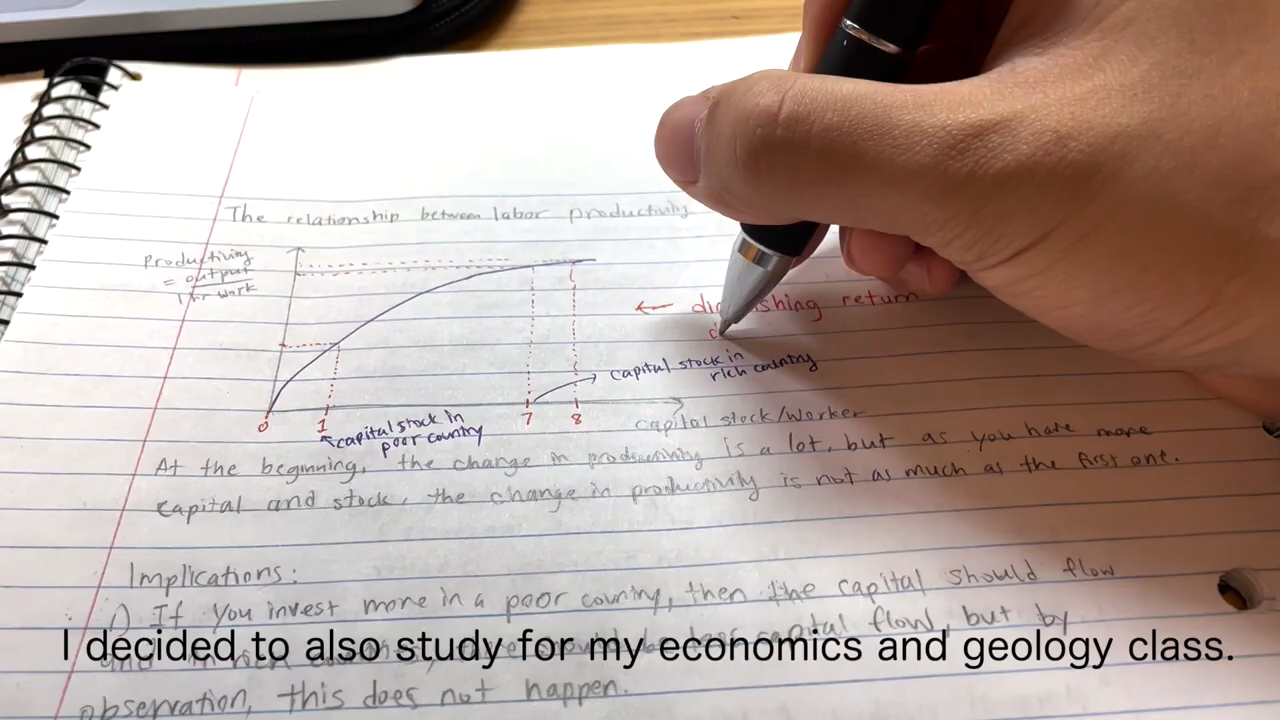 The relationship between labor productivity
Productiving
= output
1 hr work
← diminishing return
capital stock in
rich country
0 1 7 8
capital stock/worker
capital stock in
poor country
At the beginning, the change in productivity is a lot, but as you have more
capital and stock, the change in productivity is not as much as the first one.
Implications:
1) If you invest more in a poor country, then the capital should flow
capital flow, but by
I decided to also study for my economics and geology class.
observation, this does not happen.